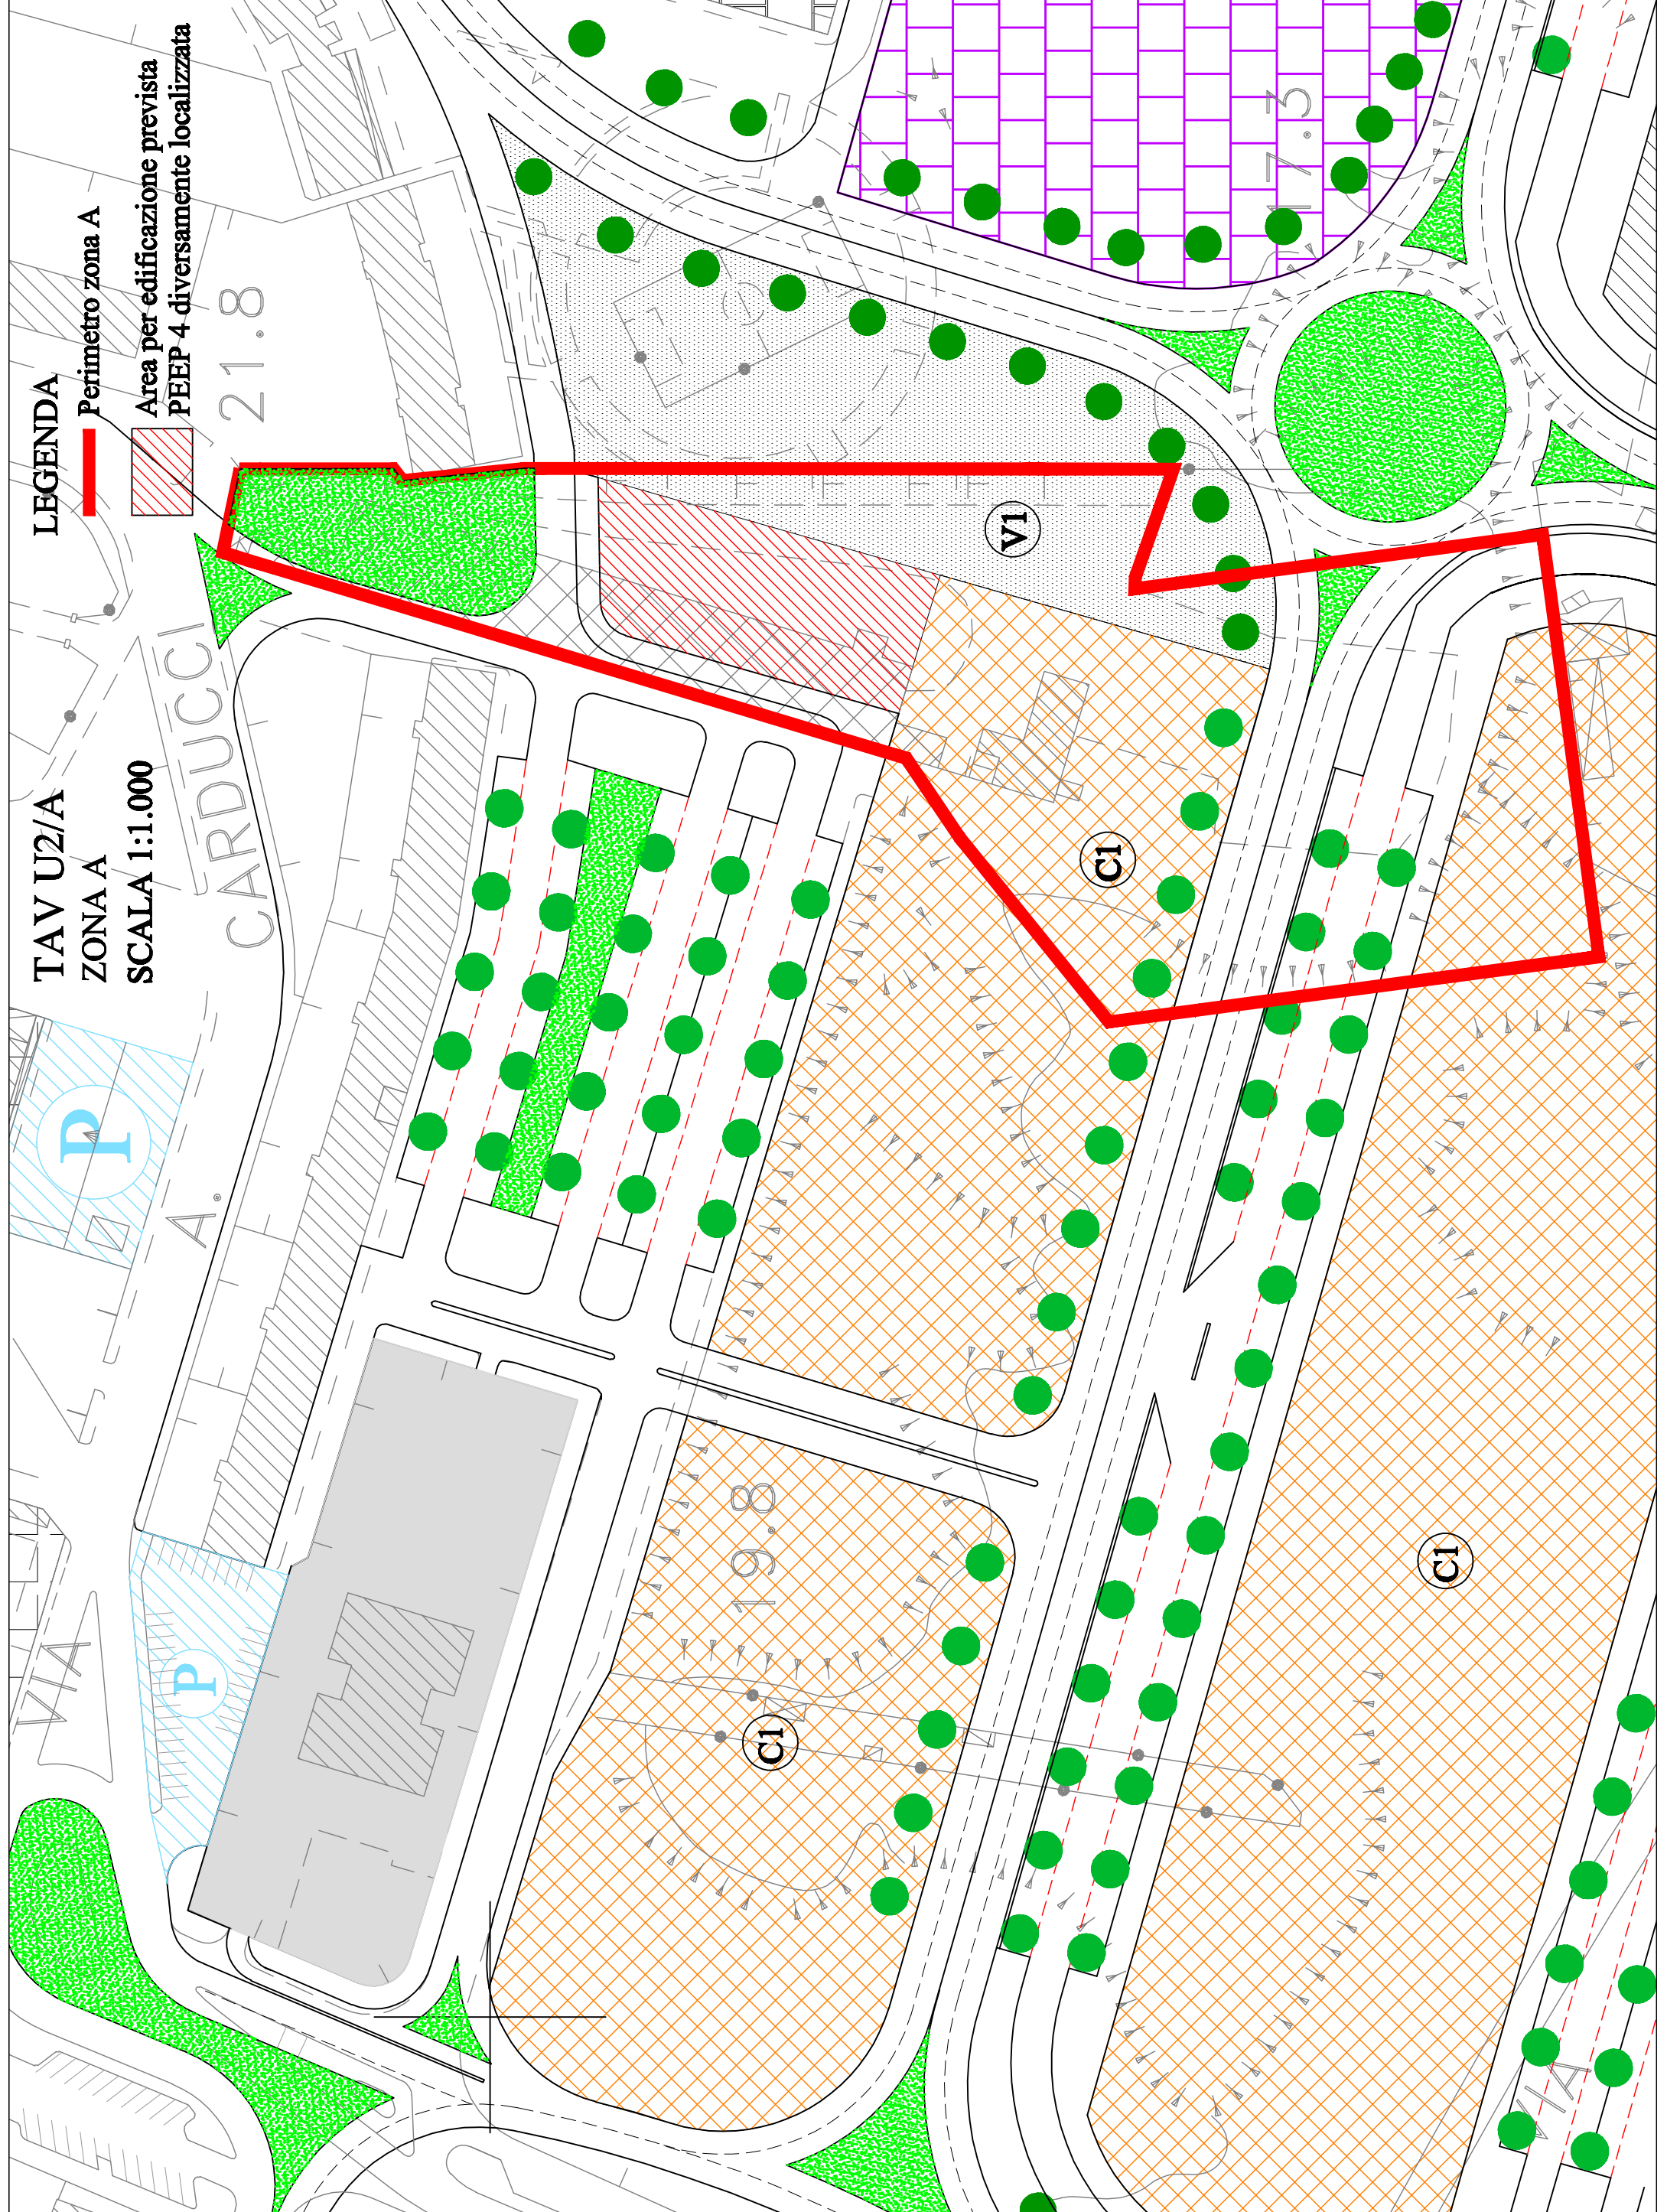 TAV U2/A
ZONA A
SCALA 1:1.000
LEGENDA
Perimetro zona A
Area per edificazione prevista
PEEP 4 diversamente localizzata
21.8
VIA
A.
CARDUCCI
P
P
17.3
19.8
V1
C1
C1
C1
VIA